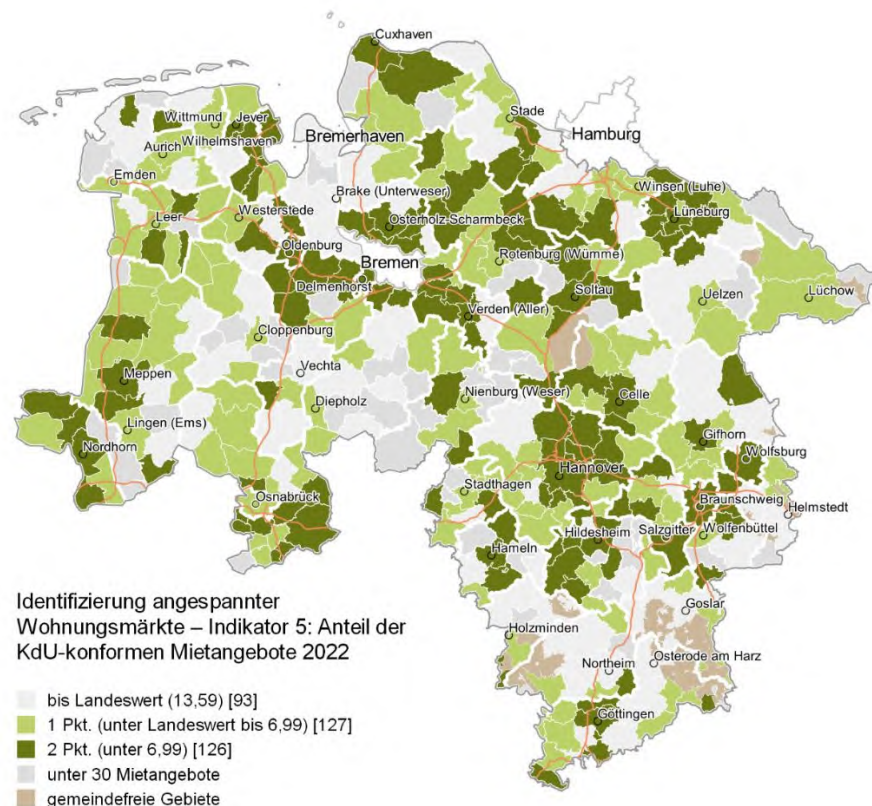 Cuxhaven
Stade
Hamburg
Wittmund
Jever
Bremerhaven
Wilhelmshaven
Aurich
Emden
Brake (Unterweser)
Winsen (Luhe)
Leer
Westerstede
Osterholz-Scharmbeck
Lüneburg
Oldenburg
Bremen
Rotenburg (Wümme)
Delmenhorst
Soltau
Uelzen
Lüchow
Verden (Aller)
Cloppenburg
Vechta
Meppen
Nienburg (Weser)
Celle
Diepholz
Lingen (Ems)
Gifhorn
Nordhorn
Wolfsburg
Hannover
Stadthagen
Osnabrück
Braunschweig
Helmstedt
Hildesheim
Salzgitter
Wolfenbüttel
Hameln
Identifizierung angespannter
Wohnungsmärkte – Indikator 5: Anteil der
KdU-konformen Mietangebote 2022
Goslar
Holzminden
Northeim
Osterode am Harz
Göttingen
bis Landeswert (13,59) [93]
1 Pkt. (unter Landeswert bis 6,99) [127]
2 Pkt. (unter 6,99) [126]
unter 30 Mietangebote
gemeindefreie Gebiete